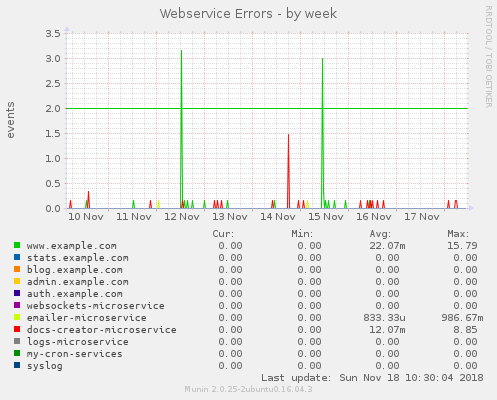 Webservice Errors - by week
RRDTOOL / TOBI OETIKER
events
3.5
3.0
2.5
2.0
1.5
1.0
0.5
0.0
10 Nov 11 Nov 12 Nov 13 Nov 14 Nov 15 Nov 16 Nov 17 Nov
Cur: Min: Avg: Max:
www.example.com 0.00 0.00 22.07m 15.79
stats.example.com 0.00 0.00 0.00 0.00
blog.example.com 0.00 0.00 0.00 0.00
admin.example.com 0.00 0.00 0.00 0.00
auth.example.com 0.00 0.00 0.00 0.00
websockets-microservice 0.00 0.00 0.00 0.00
emailer-microservice 0.00 0.00 833.33u 986.67m
docs-creator-microservice 0.00 0.00 12.07m 8.85
logs-microservice 0.00 0.00 0.00 0.00
my-cron-services 0.00 0.00 0.00 0.00
syslog 0.00 0.00 0.00 0.00
Last update: Sun Nov 18 10:30:04 2018
Munin 2.0.25-2ubuntu0.16.04.3